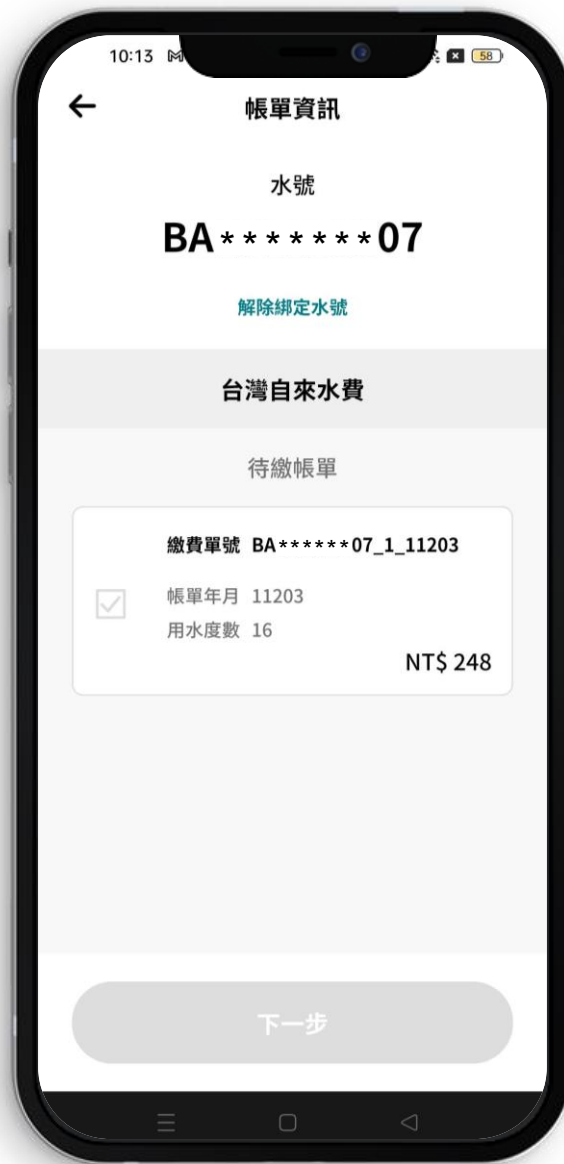 10:13
58
帳單資訊
水號
BA*******07
解除綁定水號
台灣自來水費
待繳帳單
繳費單號 BA******07_1_11203
帳單年月 11203
用水度數 16
NT$ 248
下一步